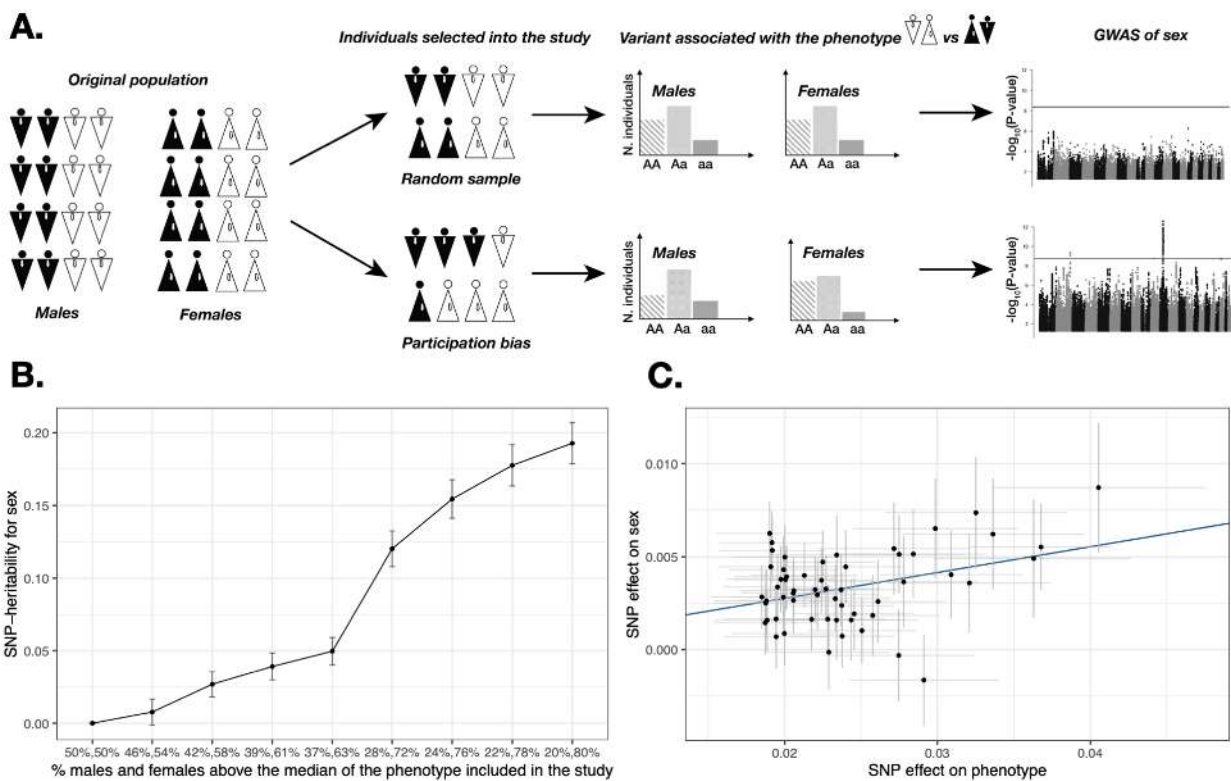 A.
Individuals selected into the study
Variant associated with the phenotype vs
GWAS of sex
Original population
Males
Females
Random sample
Participation bias
Males
Females
N. individuals
AA Aa aa
AA Aa aa
-log10(P-value)
Males
Females
N. individuals
AA Aa aa
AA Aa aa
-log10(P-value)
B.
SNP–heritability for sex
0.20
0.15
0.10
0.05
0.00
50%,50% 46%,54% 42%,58% 39%,61% 37%,63% 28%,72% 24%,76% 22%,78% 20%,80%
% males and females above the median of the phenotype included in the study
C.
SNP effect on sex
0.010
0.005
0.000
0.02 0.03 0.04
SNP effect on phenotype